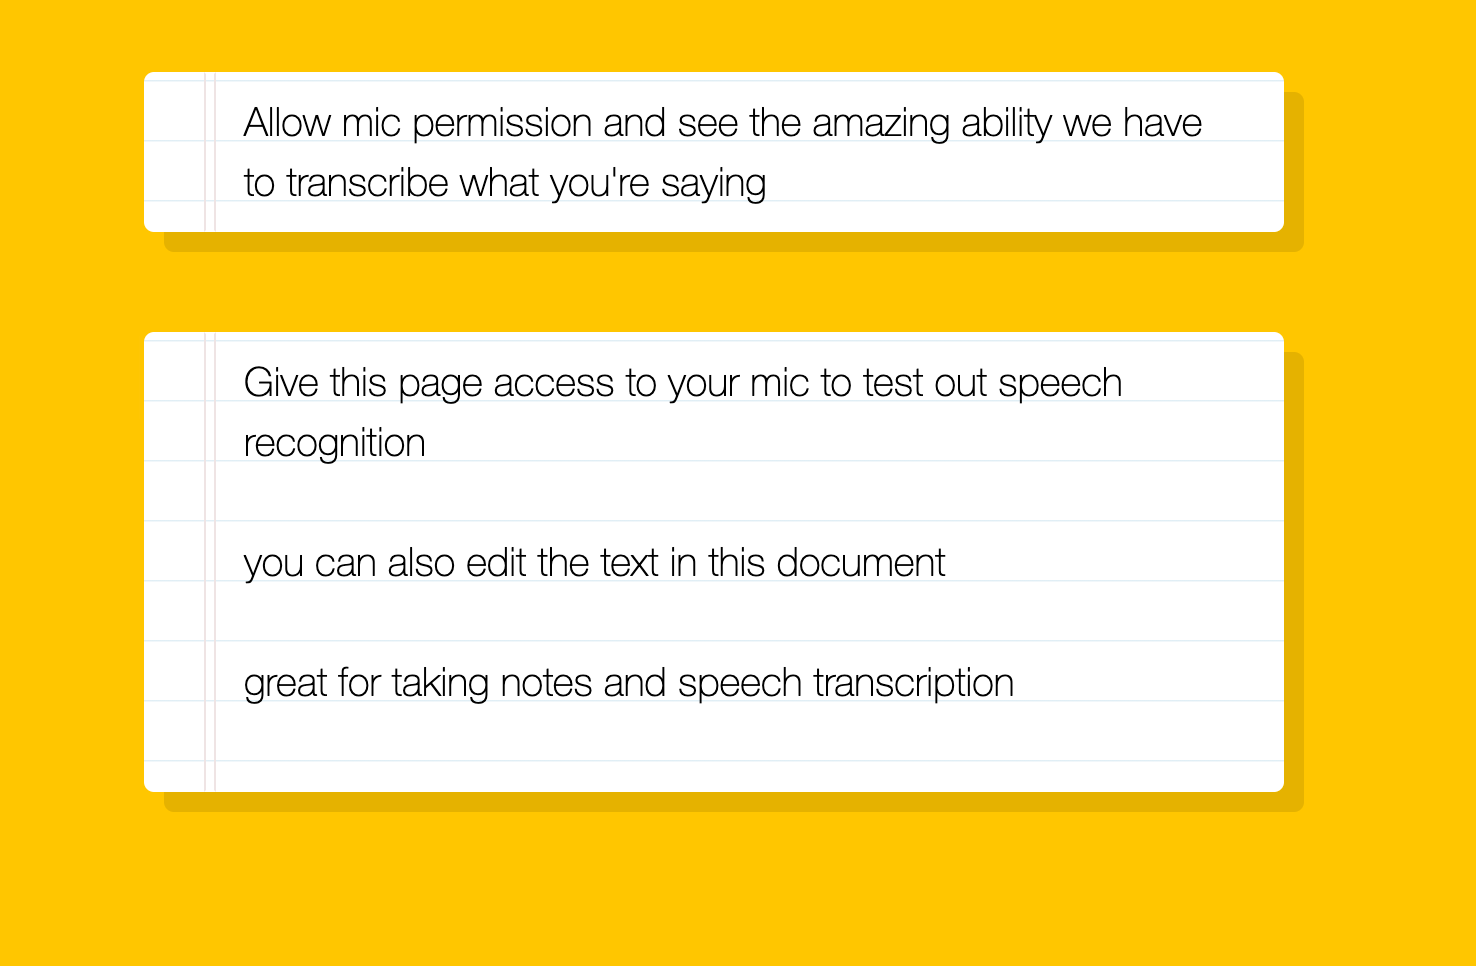 Allow mic permission and see the amazing ability we have
to transcribe what you're saying
Give this page access to your mic to test out speech
recognition
you can also edit the text in this document
great for taking notes and speech transcription